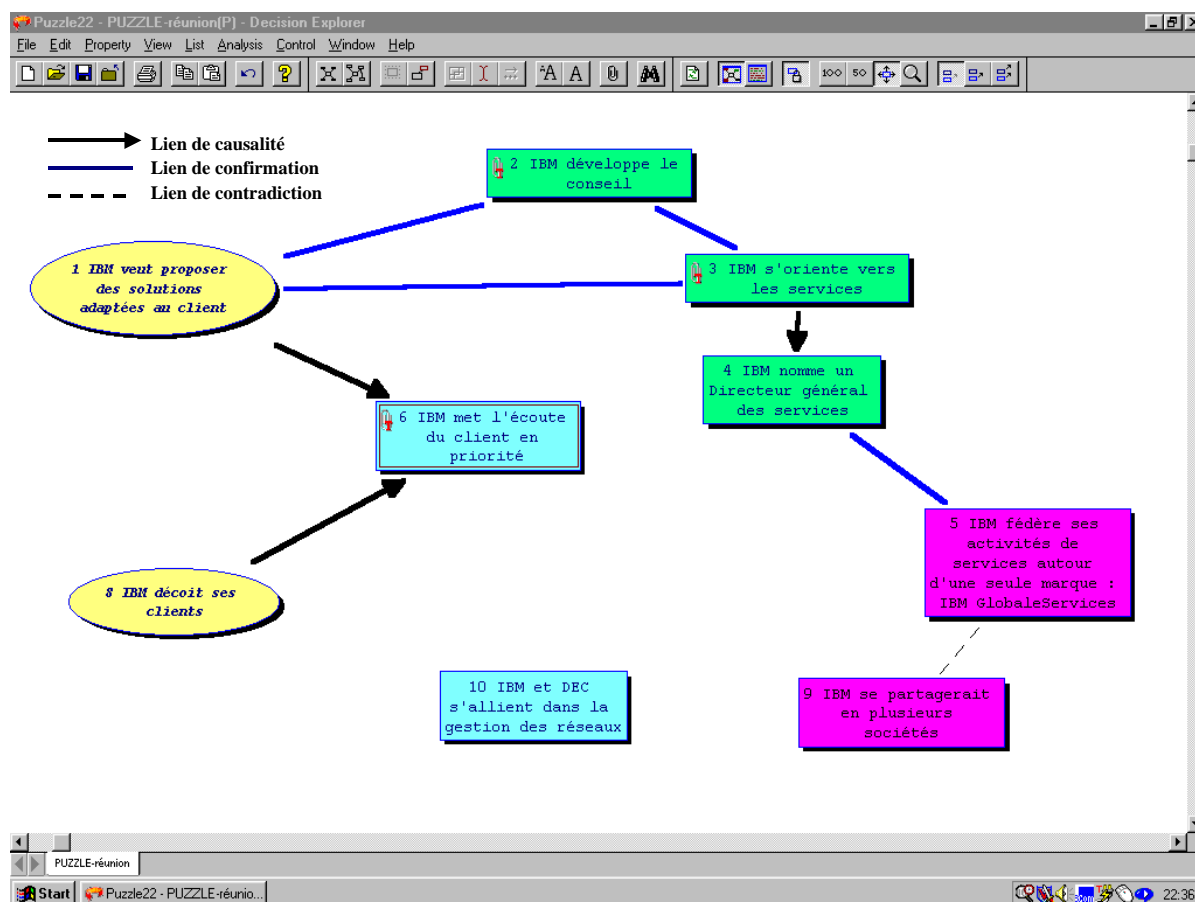 Puzzle22 - PUZZLE-réunion(P) - Decision Explorer
File Edit Property View List Analysis Control Window Help
100 50
Lien de causalité
Lien de confirmation
Lien de contradiction
2 IBM développe le
conseil
1 IBM veut proposer
des solutions
adaptées au client
3 IBM s'oriente vers
les services
4 IBM nomme un
Directeur général
des services
6 IBM met l'écoute
du client en
priorité
5 IBM fédère ses
activités de
services autour
d'une seule marque :
IBM GlobaleServices
8 IBM décoit ses
clients
10 IBM et DEC
s'allient dans la
gestion des réseaux
9 IBM se partagerait
en plusieurs
sociétés
PUZZLE-réunion
Start Puzzle22 - PUZZLE-réunio... 22:36